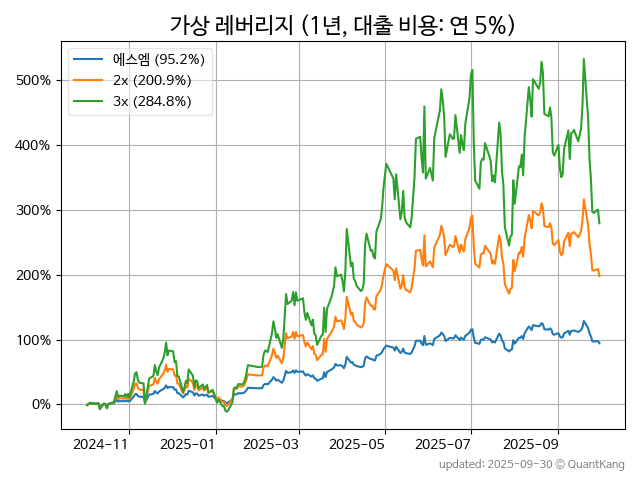 가상 레버리지 (1년, 대출 비용: 연 5%)
에스엠 (95.2%)
2x (200.9%)
3x (284.8%)
500%
400%
300%
200%
100%
0%
2024-11
2025-01
2025-03
2025-05
2025-07
2025-09
updated: 2025-09-30 © QuantKang